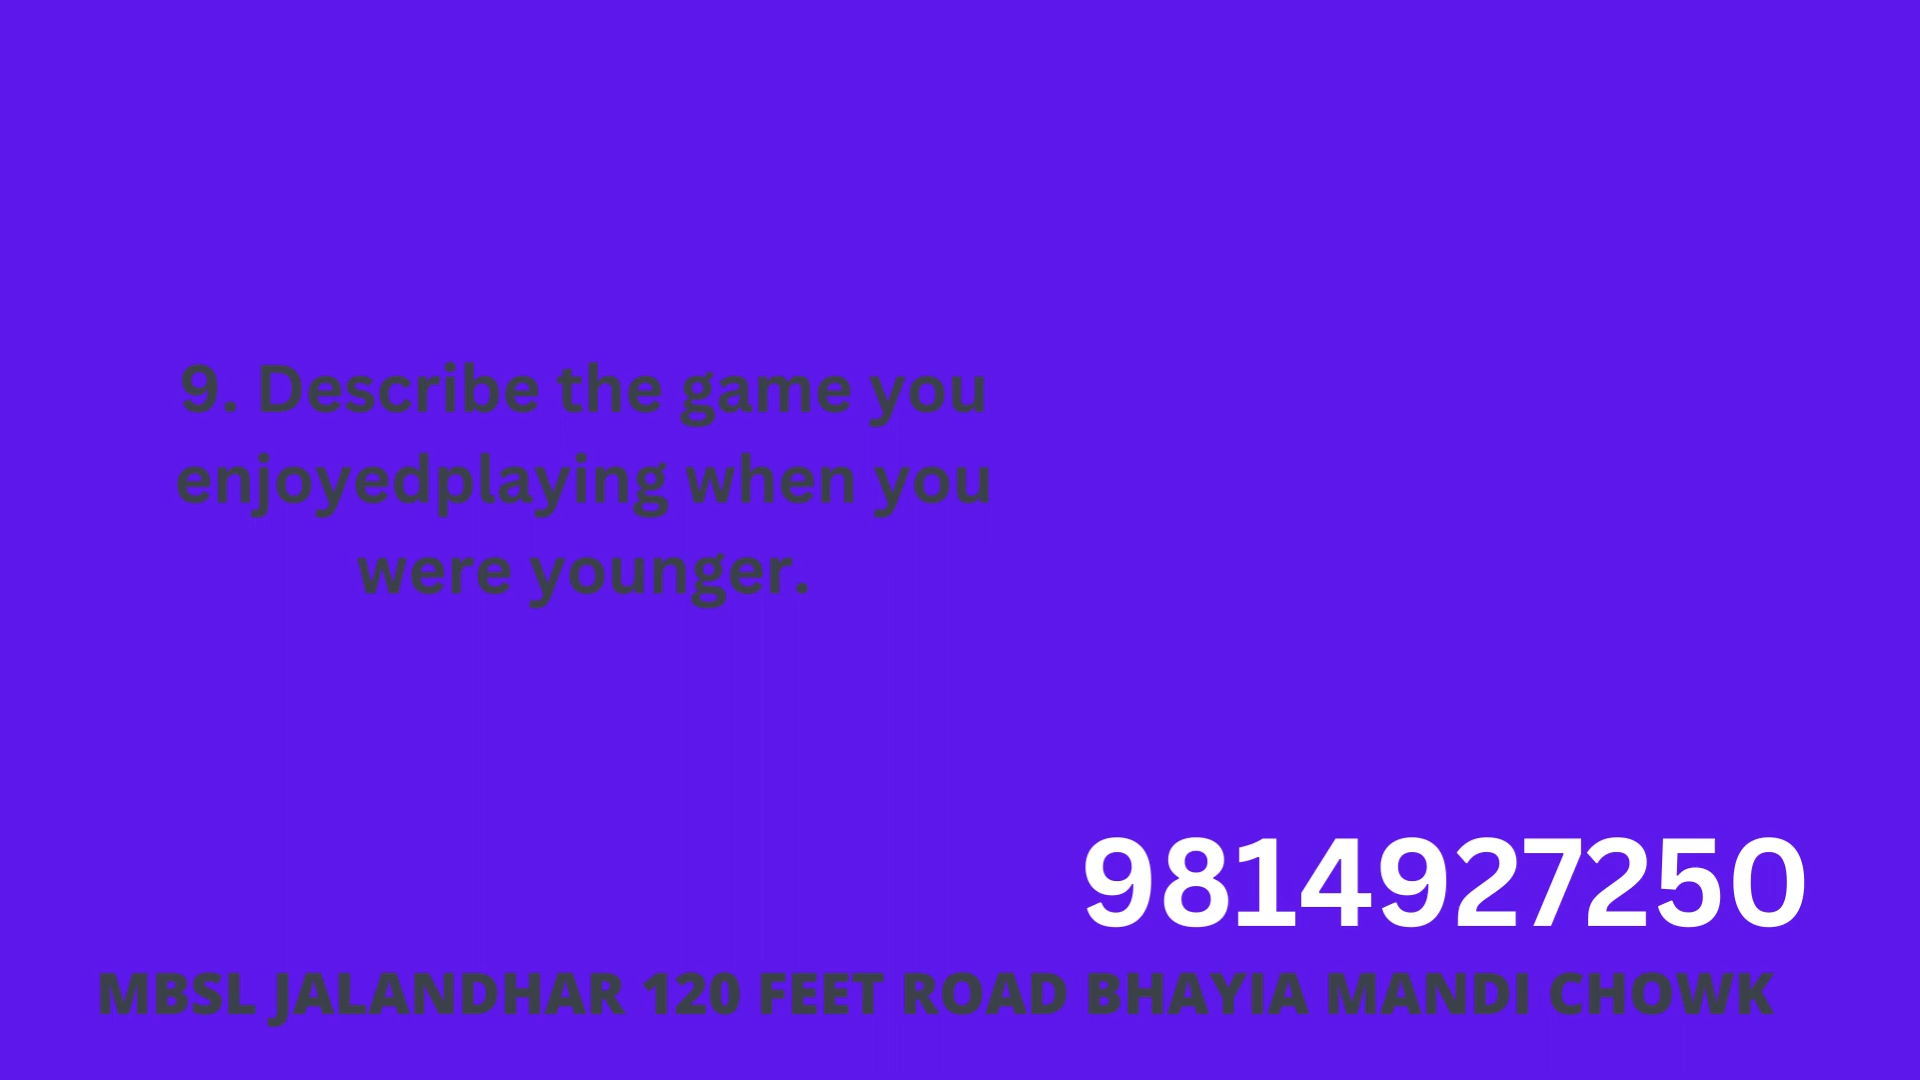 9. Describe the game you
enjoyedplaying when you
were younger.
9814927250
MBSL JALANDHAR 120 FEET ROAD BHAYIA MANDI CHOWK